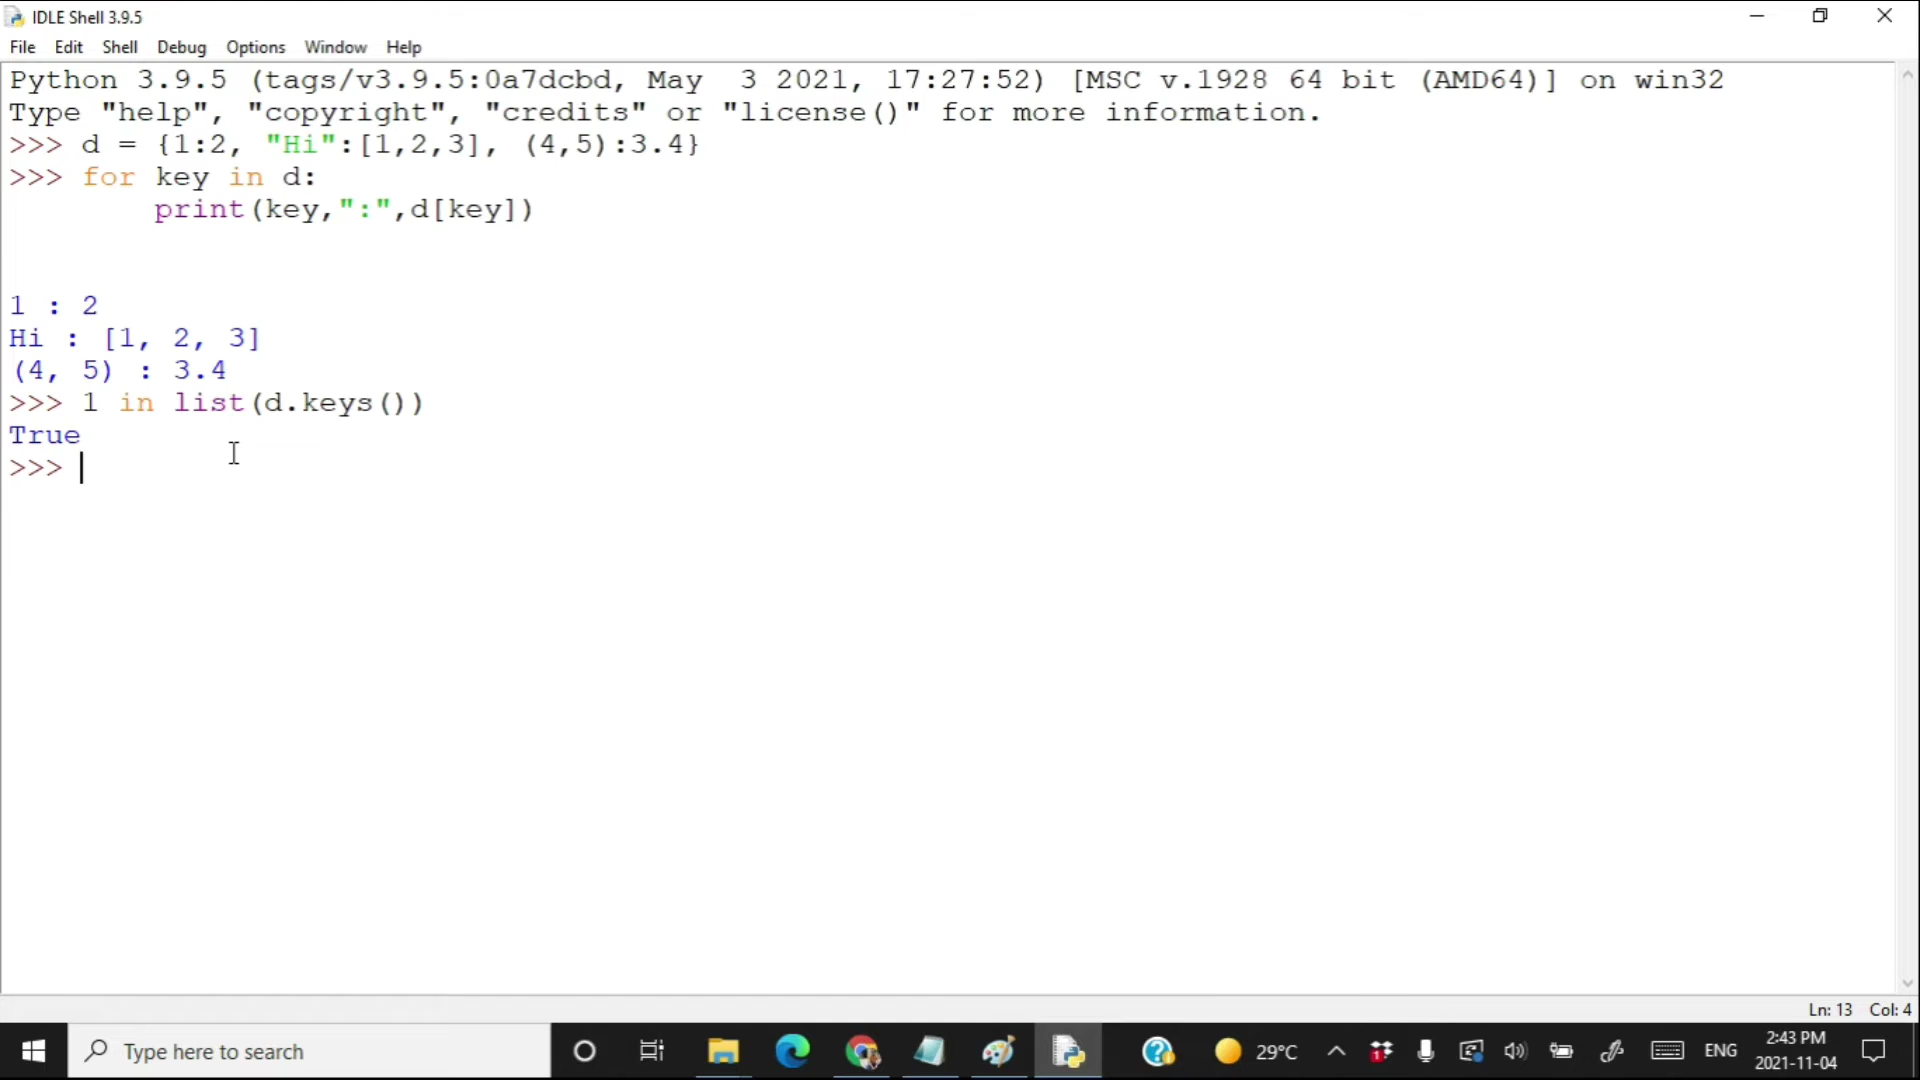 IDLE Shell 3.9.5
File Edit Shell Debug Options Window Help
Python 3.9.5 (tags/v3.9.5:0a7dcbd, May  3 2021, 17:27:52) [MSC v.1928 64 bit (AMD64)] on win32
Type "help", "copyright", "credits" or "license()" for more information.
>>> d = {1:2, "Hi":[1,2,3], (4,5):3.4}
>>> for key in d:
        print(key,":",d[key])
1 : 2
Hi : [1, 2, 3]
(4, 5) : 3.4
>>> 1 in list(d.keys())
True
>>>
Ln: 13 Col: 4
Type here to search
29°C
ENG
2:43 PM
2021-11-04